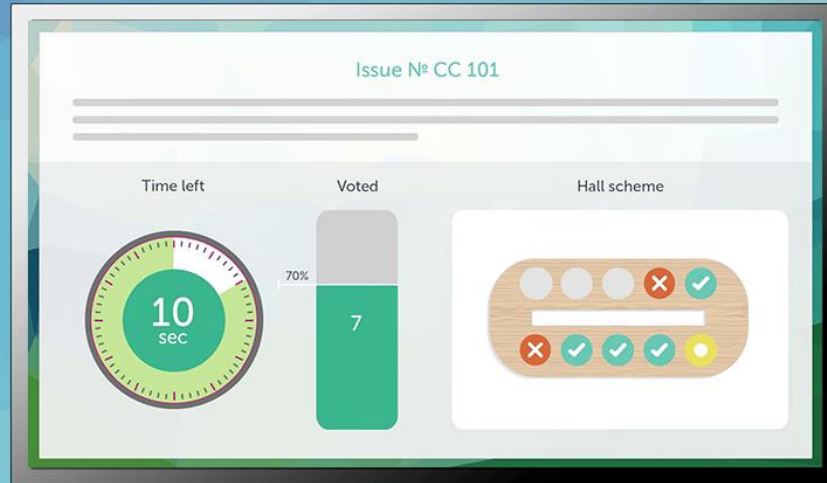 Issue № CC 101
Time left
Voted
Hall scheme
70%
10
sec
7